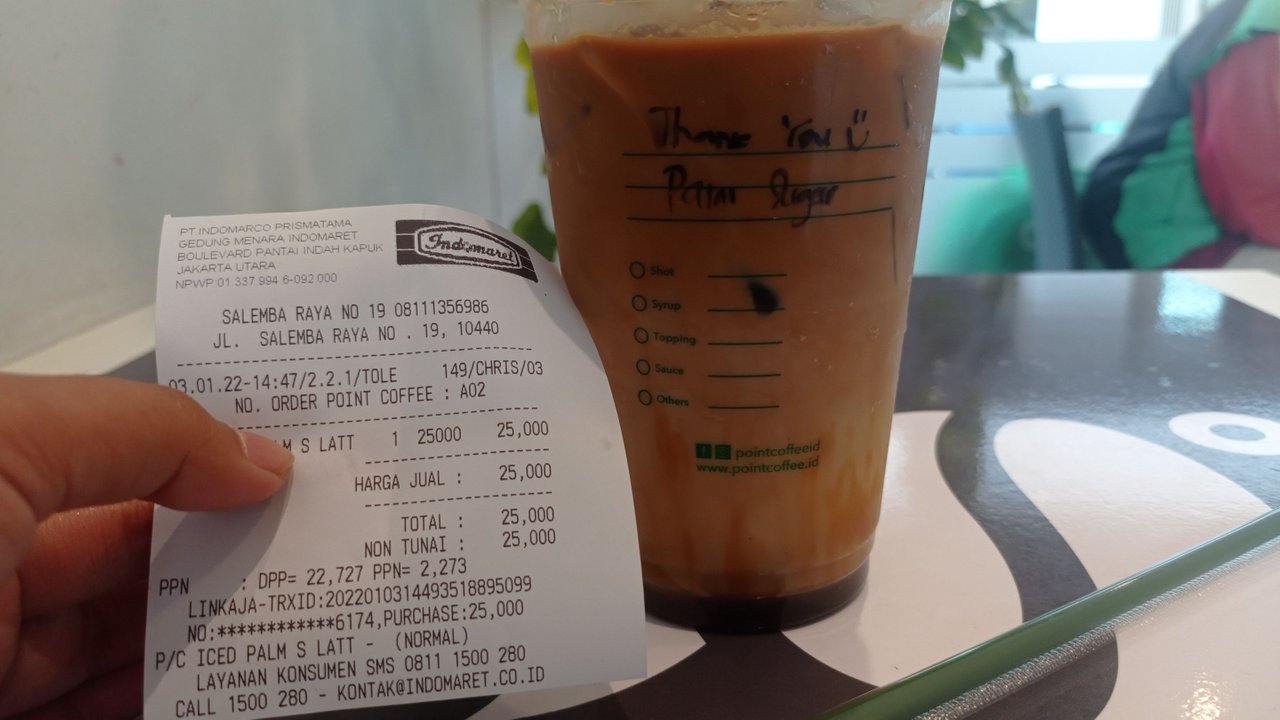 PT INDOMARCO PRISMATAMA
GEDUNG MENARA INDOMARET
BOULEVARD PANTAI INDAH KAPUK
JAKARTA UTARA
NPWP 01.337.994.6-092.000
Indomaret
SALEMBA RAYA NO 19 08111356986
JL. SALEMBA RAYA NO . 19, 10440
03.01.22-14:47/2.2.1/TOLE 149/CHRIS/03
NO. ORDER POINT COFFEE : A02
LM S LATT 1 25000 25,000
HARGA JUAL : 25,000
TOTAL : 25,000
NON TUNAI : 25,000
PPN : DPP= 22,727 PPN= 2,273
LINKAJA-TRXID:2022010314493518895099
NO:************6174,PURCHASE:25,000
P/C ICED PALM S LATT - (NORMAL)
LAYANAN KONSUMEN SMS 0811 1500 280
CALL 1500 280 - KONTAK@INDOMARET.CO.ID
Thank You
Palm Sugar
Shot
Syrup
Topping
Sauce
Others
pointcoffeeid
www.pointcoffee.id